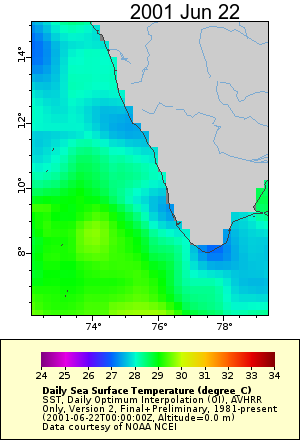 2001 Jun 22
14°
12°
10°
8°
74°
76°
78°
24 25 26 27 28 29 30 31 32 33 34
Daily Sea Surface Temperature (degree_C)
SST, Daily Optimum Interpolation (OI), AVHRR
Only, Version 2, Final+Preliminary, 1981-present
(2001-06-22T00:00:00Z, Altitude=0.0 m)
Data courtesy of NOAA NCEI